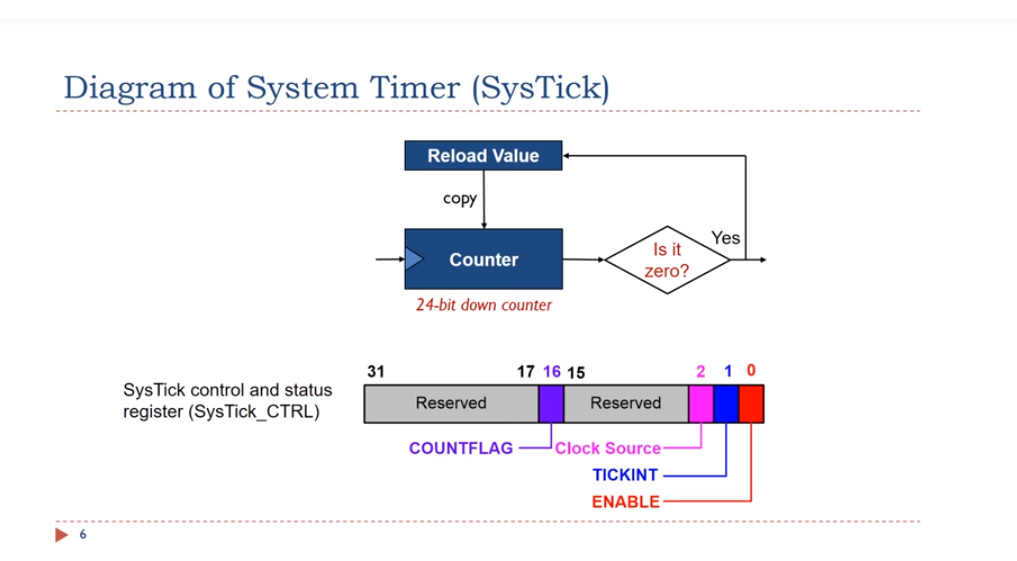 Diagram of System Timer (SysTick)
Reload Value
copy
Yes
Counter
Is it
zero?
24-bit down counter
31 17 16 15 2 1 0
SysTick control and status
register (SysTick_CTRL)
Reserved Reserved
COUNTFLAG Clock Source
TICKINT
ENABLE
6